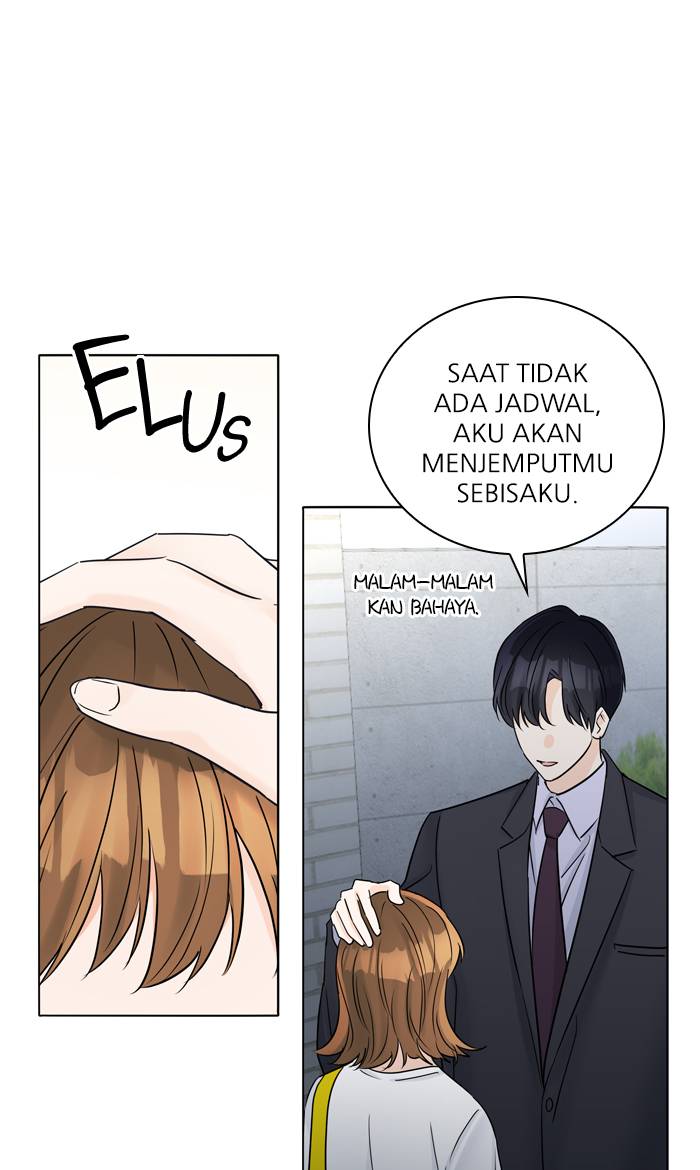 ELUS
SAAT TIDAK
ADA JADWAL,
AKU AKAN
MENJEMPUTMU
SEBISAKU.
MALAM-MALAM
KAN BAHAYA.